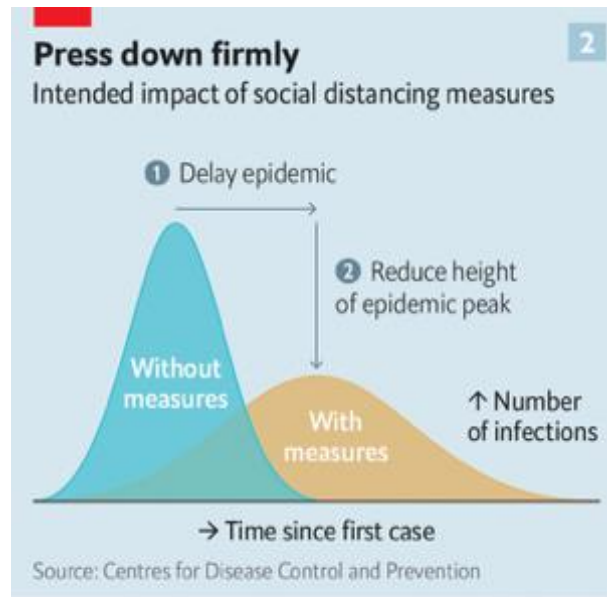 Press down firmly
2
Intended impact of social distancing measures
1 Delay epidemic
2 Reduce height
of epidemic peak
Without
measures
With
measures
↑ Number
of infections
→ Time since first case
Source: Centres for Disease Control and Prevention